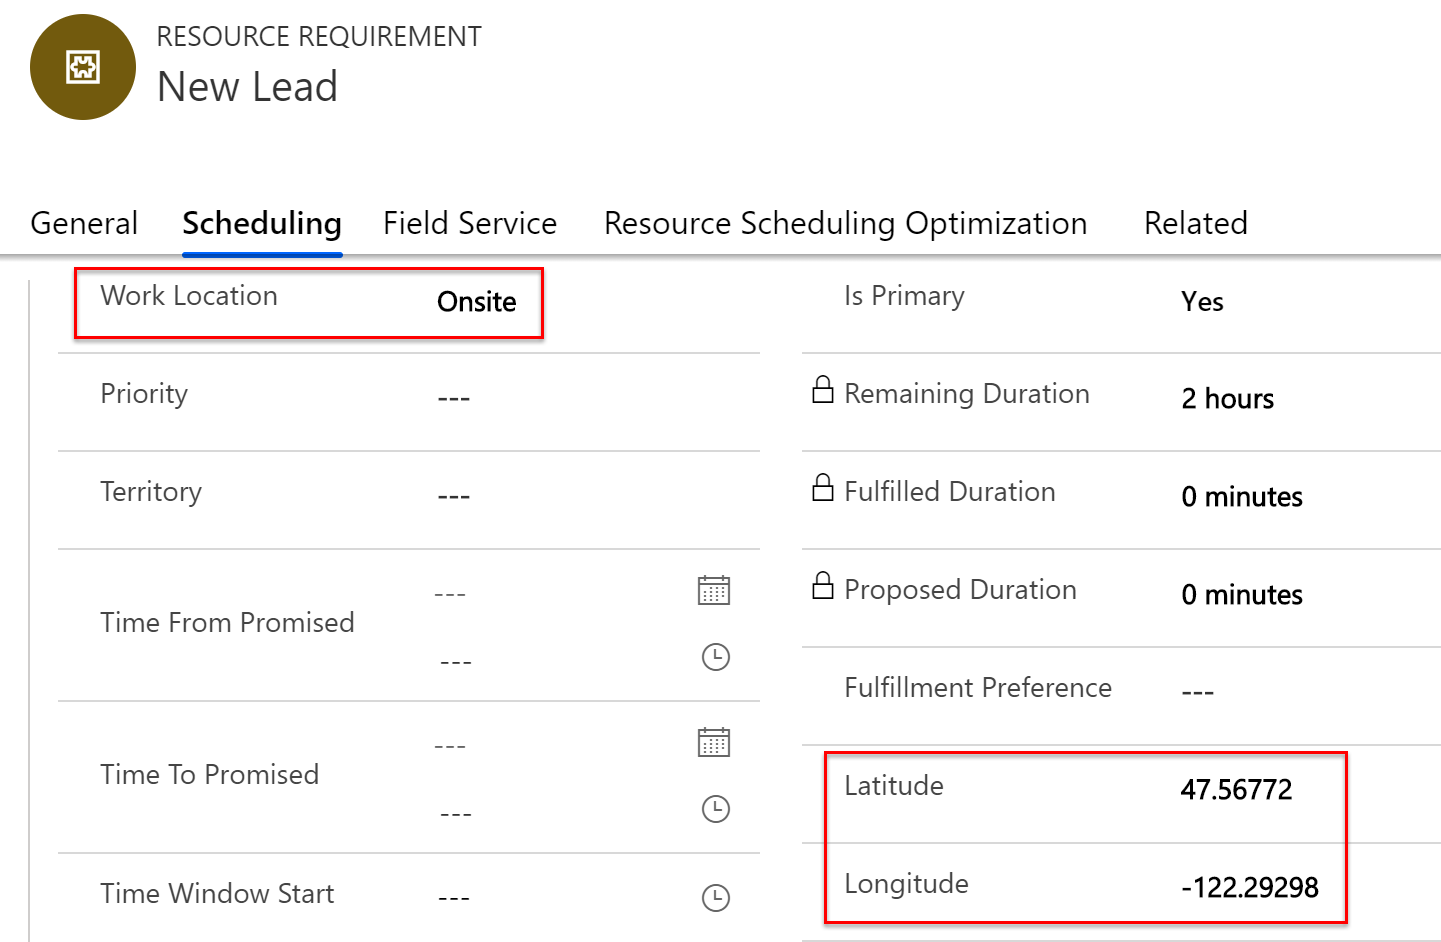 RESOURCE REQUIREMENT
New Lead
General Scheduling Field Service Resource Scheduling Optimization Related
Work Location Onsite
Priority ---
Territory ---
Time From Promised ---
---
Time To Promised ---
---
Time Window Start ---
Is Primary Yes
Remaining Duration 2 hours
Fulfilled Duration 0 minutes
Proposed Duration 0 minutes
Fulfillment Preference ---
Latitude 47.56772
Longitude -122.29298